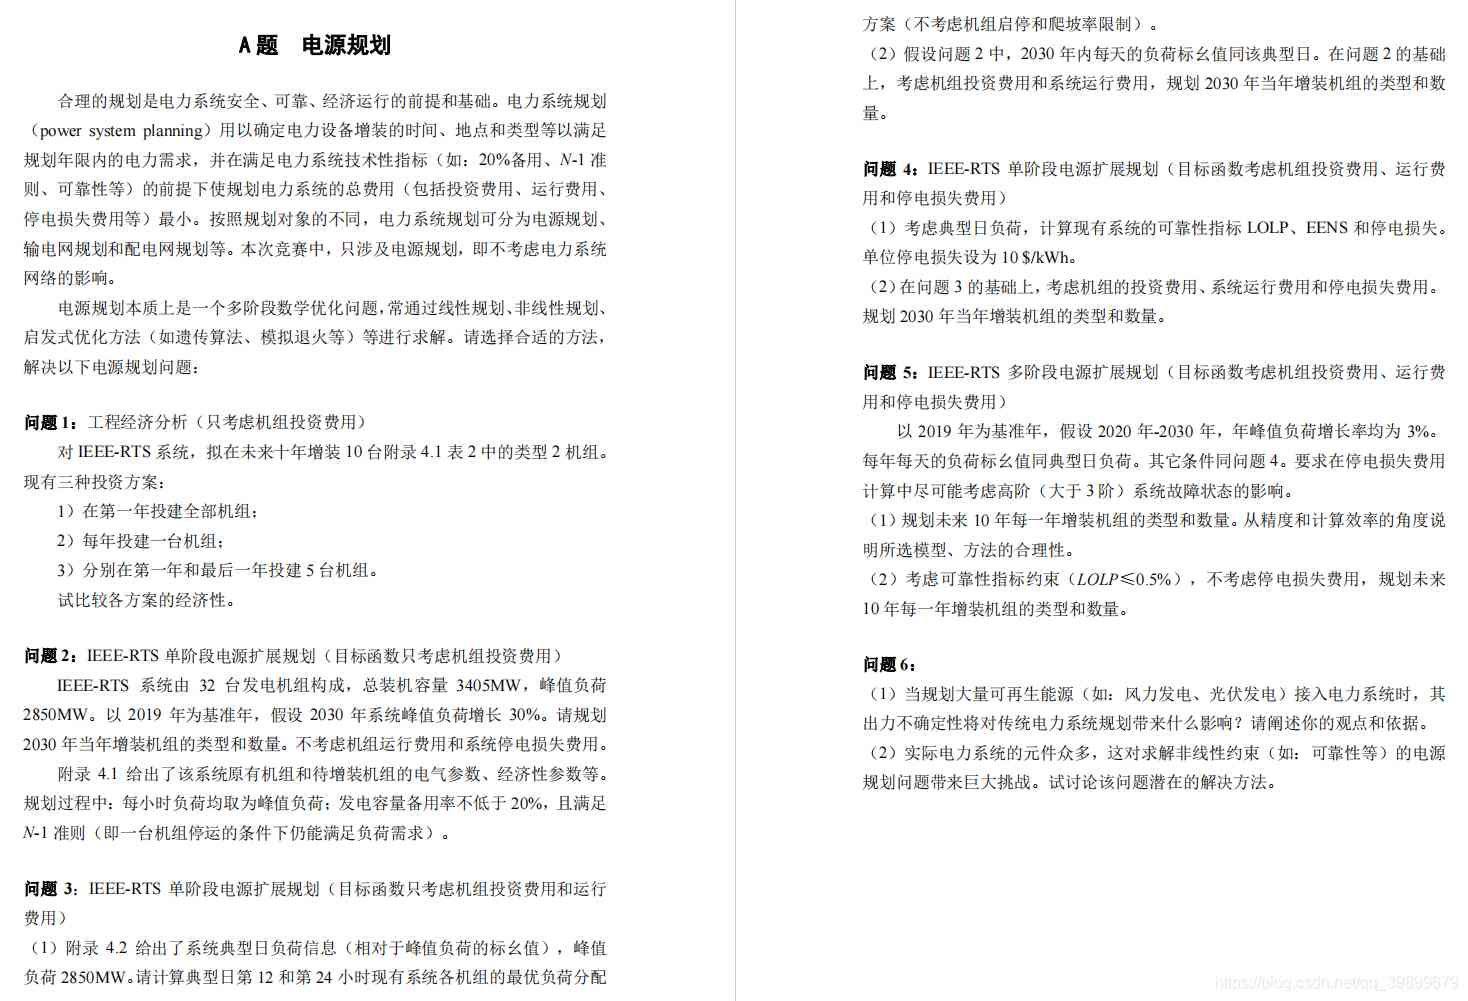 A 题 电源规划
合理的规划是电力系统安全、可靠、经济运行的前提和基础。电力系统规划
（power system planning）用以确定电力设备增装的时间、地点和类型等以满足
规划年限内的电力需求，并在满足电力系统技术性指标（如：20%备用、N-1 准
则、可靠性等）的前提下使规划电力系统的总费用（包括投资费用、运行费用、
停电损失费用等）最小。按照规划对象的不同，电力系统规划可分为电源规划、
输电网规划和配电网规划等。本次竞赛中，只涉及电源规划，即不考虑电力系统
网络的影响。
电源规划本质上是一个多阶段数学优化问题，常通过线性规划、非线性规划、
启发式优化方法（如遗传算法、模拟退火等）等进行求解。请选择合适的方法，
解决以下电源规划问题：
问题 1：工程经济分析（只考虑机组投资费用）
对 IEEE-RTS 系统，拟在未来十年增装 10 台附录 4.1 表 2 中的类型 2 机组。
现有三种投资方案：
1）在第一年投建全部机组；
2）每年投建一台机组；
3）分别在第一年和最后一年投建 5 台机组。
试比较各方案的经济性。
问题 2：IEEE-RTS 单阶段电源扩展规划（目标函数只考虑机组投资费用）
IEEE-RTS 系统由 32 台发电机组构成，总装机容量 3405MW，峰值负荷
2850MW。以 2019 年为基准年，假设 2030 年系统峰值负荷增长 30%。请规划
2030 年当年增装机组的类型和数量。不考虑机组运行费用和系统停电损失费用。
附录 4.1 给出了该系统原有机组和待增装机组的电气参数、经济性参数等。
规划过程中：每小时负荷均取为峰值负荷；发电容量备用率不低于 20%，且满足
N-1 准则（即一台机组停运的条件下仍能满足负荷需求）。
问题 3：IEEE-RTS 单阶段电源扩展规划（目标函数只考虑机组投资费用和运行
费用）
（1）附录 4.2 给出了系统典型日负荷信息（相对于峰值负荷的标幺值），峰值
负荷 2850MW。请计算典型日第 12 和第 24 小时现有系统各机组的最优负荷分配
方案（不考虑机组启停和爬坡率限制）。
（2）假设问题 2 中，2030 年内每天的负荷标幺值同该典型日。在问题 2 的基础
上，考虑机组投资费用和系统运行费用，规划 2030 年当年增装机组的类型和数
量。
问题 4：IEEE-RTS 单阶段电源扩展规划（目标函数考虑机组投资费用、运行费
用和停电损失费用）
（1）考虑典型日负荷，计算现有系统的可靠性指标 LOLP、EENS 和停电损失。
单位停电损失设为 10 $/kWh。
（2）在问题 3 的基础上，考虑机组的投资费用、系统运行费用和停电损失费用。
规划 2030 年当年增装机组的类型和数量。
问题 5：IEEE-RTS 多阶段电源扩展规划（目标函数考虑机组投资费用、运行费
用和停电损失费用）
以 2019 年为基准年，假设 2020 年-2030 年，年峰值负荷增长率均为 3%。
每年每天的负荷标幺值同典型日负荷。其它条件同问题 4。要求在停电损失费用
计算中尽可能考虑高阶（大于 3 阶）系统故障状态的影响。
（1）规划未来 10 年每一年增装机组的类型和数量。从精度和计算效率的角度说
明所选模型、方法的合理性。
（2）考虑可靠性指标约束（LOLP≤0.5%），不考虑停电损失费用，规划未来
10 年每一年增装机组的类型和数量。
问题 6：
（1）当规划大量可再生能源（如：风力发电、光伏发电）接入电力系统时，其
出力不确定性将对传统电力系统规划带来什么影响？请阐述你的观点和依据。
（2）实际电力系统的元件众多，这对求解非线性约束（如：可靠性等）的电源
规划问题带来巨大挑战。试讨论该问题潜在的解决方法。
https://blog.csdn.net/qq_39899679